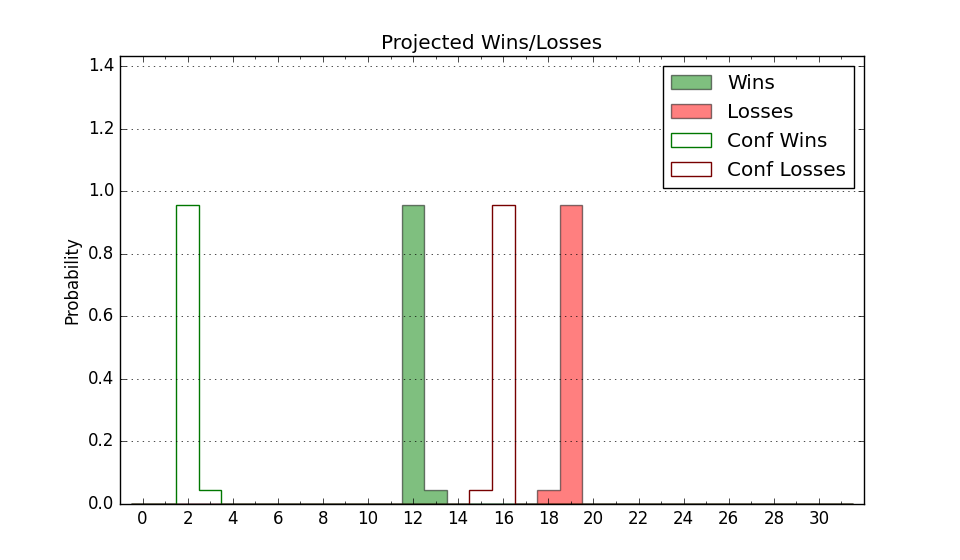 Projected Wins/Losses
1.4
1.2
1.0
0.8
0.6
0.4
0.2
0.0
Probability
Wins
Losses
Conf Wins
Conf Losses
0 2 4 6 8 10 12 14 16 18 20 22 24 26 28 30